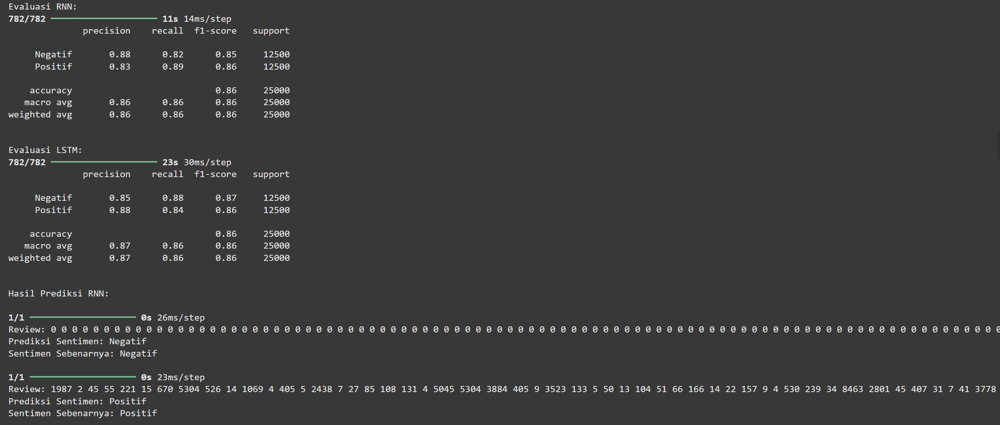 Evaluasi RNN:
782/782 ━━━━━━━━━━━━━━━━━━━━ 11s 14ms/step
precision recall f1-score support
Negatif 0.88 0.82 0.85 12500
Positif 0.83 0.89 0.86 12500
accuracy 0.86 25000
macro avg 0.86 0.86 0.86 25000
weighted avg 0.86 0.86 0.86 25000
Evaluasi LSTM:
782/782 ━━━━━━━━━━━━━━━━━━━━ 23s 30ms/step
precision recall f1-score support
Negatif 0.85 0.88 0.87 12500
Positif 0.88 0.84 0.86 12500
accuracy 0.86 25000
macro avg 0.87 0.86 0.86 25000
weighted avg 0.87 0.86 0.86 25000
Hasil Prediksi RNN:
1/1 ━━━━━━━━━━━━━━━━━━━━ 0s 26ms/step
Review: 0 0 0 0 0 0 0 0 0 0 0 0 0 0 0 0 0 0 0 0 0 0 0 0 0 0 0 0 0 0 0 0 0 0 0 0 0 0 0 0 0 0 0 0 0 0 0 0 0 0 0 0 0 0 0 0 0 0 0 0 0 0 0 0 0 0 0 0 0 0 0 0 0 0 0 0 0 0 0 0 0 0 0 0 0 0 0 0 0 0
Prediksi Sentimen: Negatif
Sentimen Sebenarnya: Negatif
1/1 ━━━━━━━━━━━━━━━━━━━━ 0s 23ms/step
Review: 1987 2 45 55 221 15 670 5304 526 14 1069 4 405 5 2438 7 27 85 108 131 4 5045 5304 3884 405 9 3523 133 5 50 13 104 51 66 166 14 22 157 9 4 530 239 34 8463 2801 45 407 31 7 41 3778
Prediksi Sentimen: Positif
Sentimen Sebenarnya: Positif